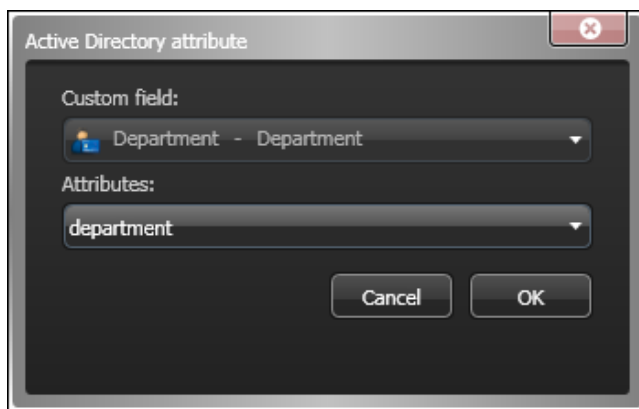 Active Directory attribute
Custom field:
Department - Department
Attributes:
department
Cancel OK